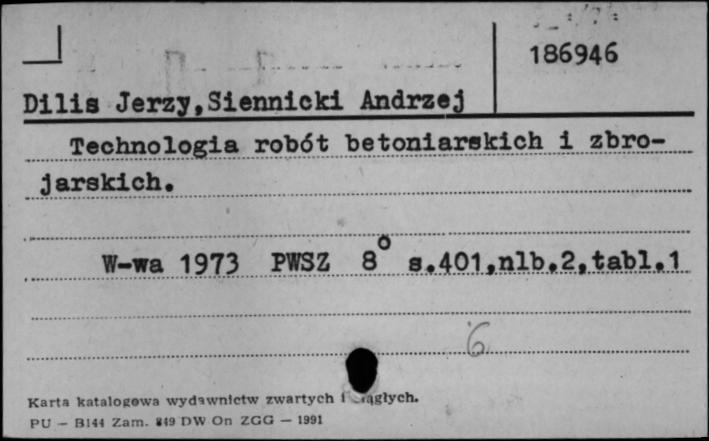 186946
Dilis Jerzy,Siennicki Andrzej
Technologia robót betoniarskich i zbro-
jarskich.
W-wa 1973 PWSZ 8° s.401,nlb.2,tabl.1
6
Karta katalogowa wydawnictw zwartych i
PU — B144 Zam. 849 DW On ZGG — 1991